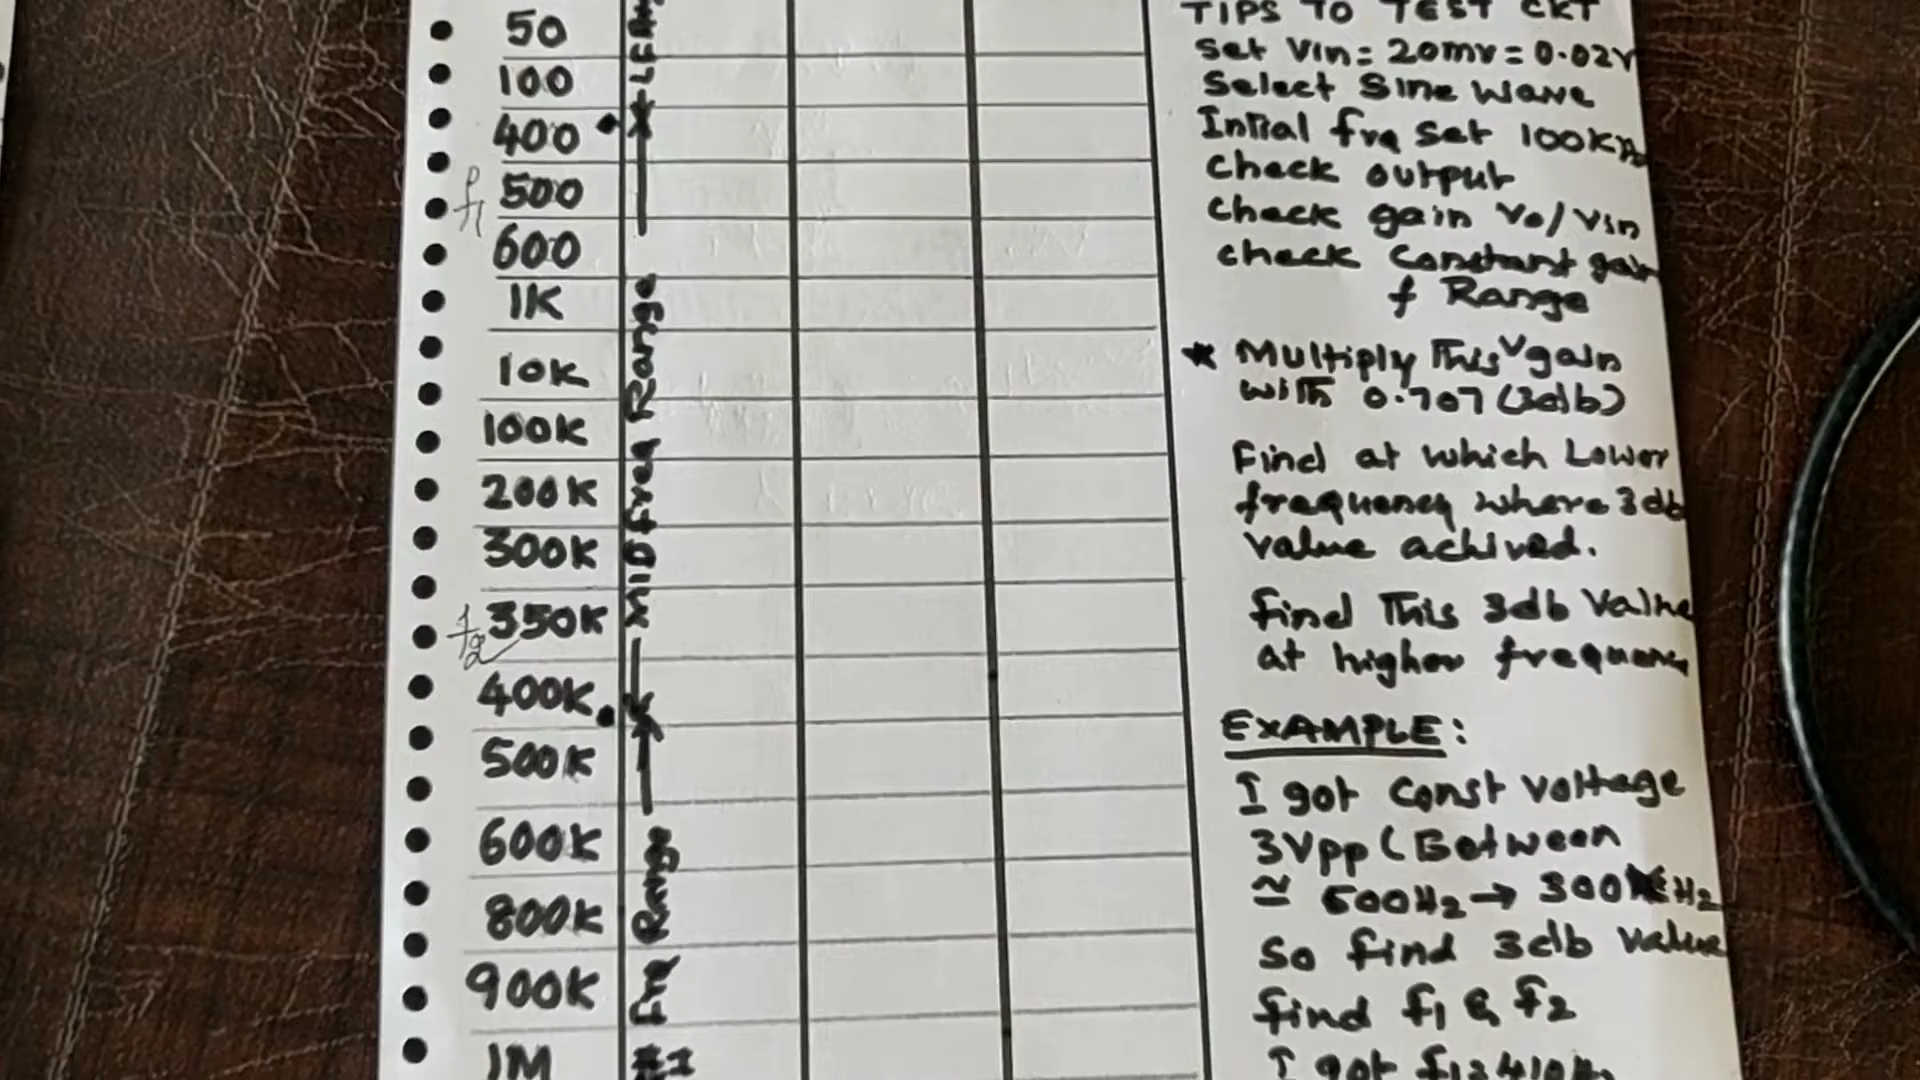 50
100
400
f1 500
600
1K
10K
100K
200K
300K
f2 350K
400K
500K
600K
800K
900K
1M
MID freq Range
frq Range
TIPS TO TEST CKT
Set Vin = 20mv = 0.02V
Select Sine Wave
Intial frq set 100KHz
Check output
Check gain Vo/Vin
Check Constant gain
f Range
* Multiply This V gain
with 0.707 (3db)
Find at which Lower
frequency where 3db
value achived.
find This 3db Value
at higher frequency
EXAMPLE:
I got Const voltage
3Vpp (Between
≃ 500Hz → 300KHz
So find 3db value
find f1 & f2
I got f1